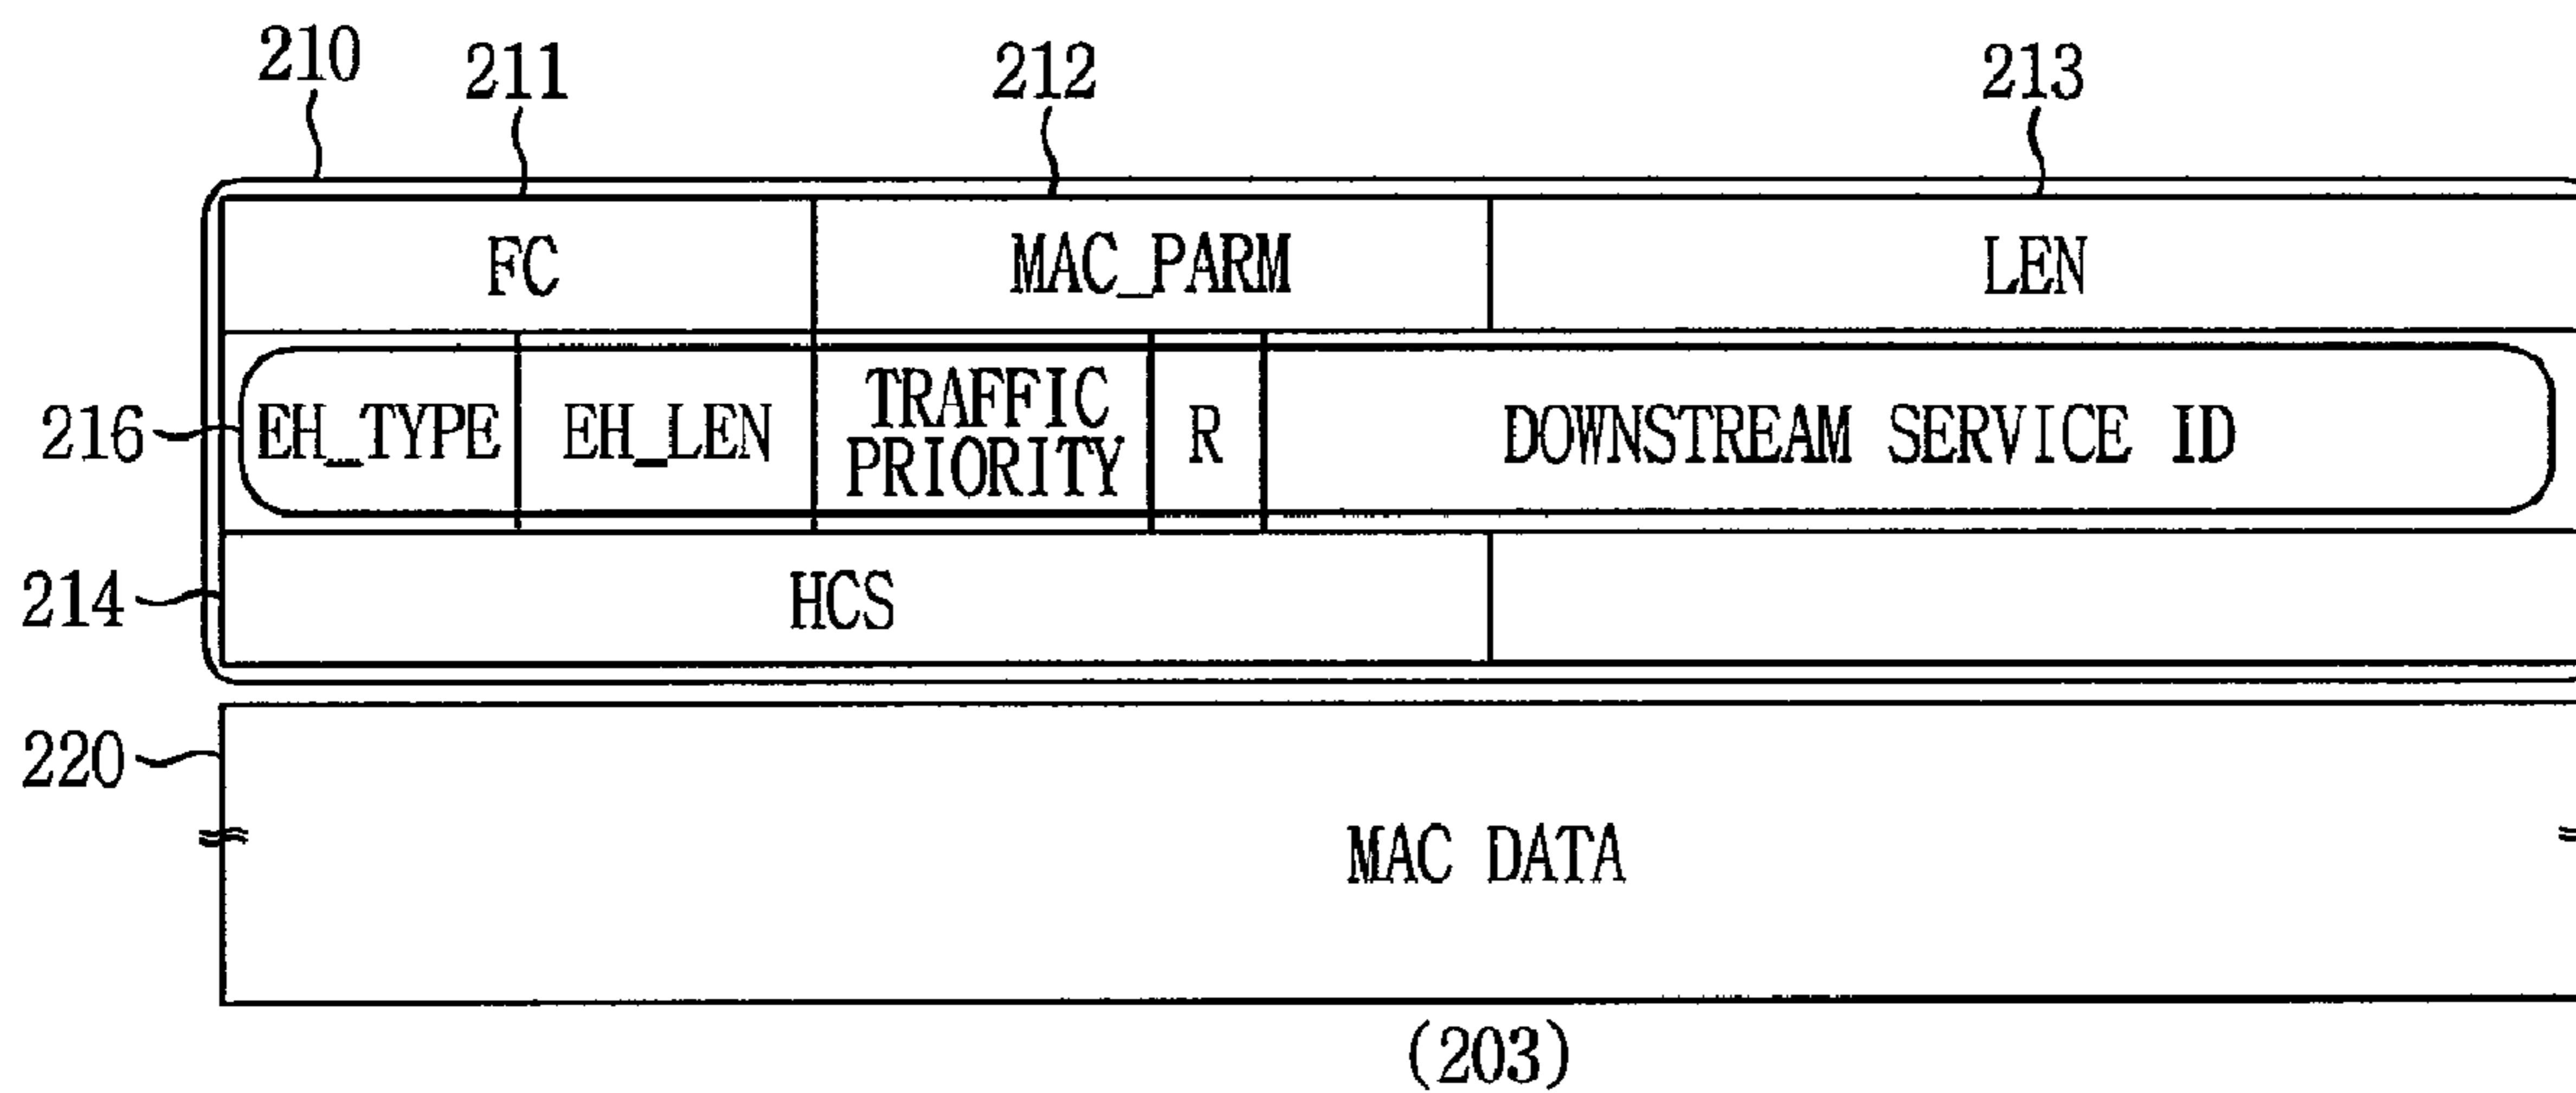 210
211
212
213
FC
MAC_PARM
LEN
216
EH_TYPE
EH_LEN
TRAFFIC
PRIORITY
R
DOWNSTREAM SERVICE ID
214
HCS
220
MAC DATA
(203)